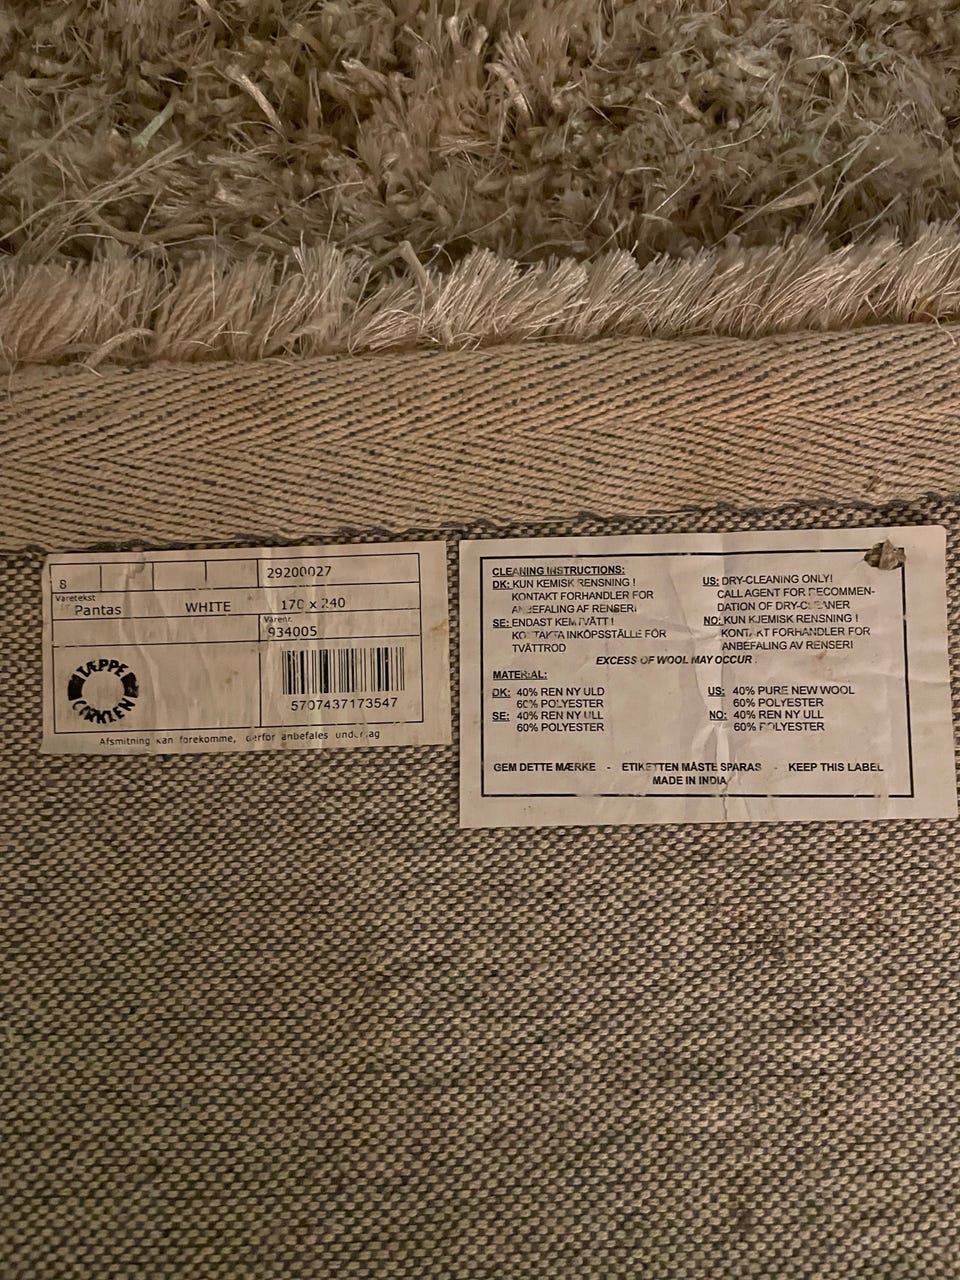 8
29200027
Varetekst
Pantas WHITE 170 x 240
Varenr.
934005
TÆPPE
CIRKLEN
5707437173547
Afsmitning kan forekomme, derfor anbefales underlag
CLEANING INSTRUCTIONS:
DK: KUN KEMISK RENSNING !
KONTAKT FORHANDLER FOR
ANBEFALING AF RENSERI
SE: ENDAST KEMTVÄTT !
KONTAKTA INKÖPSSTÄLLE FÖR
TVÄTTROD
US: DRY-CLEANING ONLY!
CALL AGENT FOR RECOMMEN-
DATION OF DRY-CLEANER
NO: KUN KJEMISK RENSNING !
KONTAKT FORHANDLER FOR
ANBEFALING AV RENSERI
EXCESS OF WOOL MAY OCCUR .
MATERIAL:
DK: 40% REN NY ULD
60% POLYESTER
SE: 40% REN NY ULL
60% POLYESTER
US: 40% PURE NEW WOOL
60% POLYESTER
NO: 40% REN NY ULL
60% POLYESTER
GEM DETTE MÆRKE - ETIKETTEN MÅSTE SPARAS - KEEP THIS LABEL
MADE IN INDIA